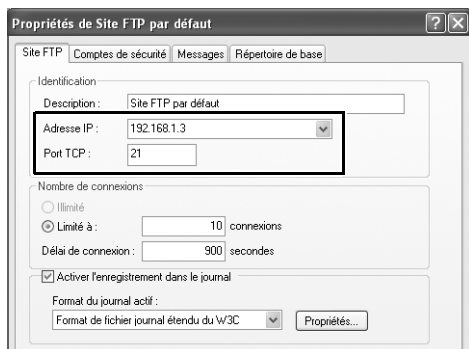 Propriétés de Site FTP par défaut
Site FTP Comptes de sécurité Messages Répertoire de base
Identification
Description : Site FTP par défaut
Adresse IP : 192.168.1.3
Port TCP : 21
Nombre de connexions
Illimité
Limité à : 10 connexions
Délai de connexion : 900 secondes
Activer l'enregistrement dans le journal
Format du journal actif :
Format de fichier journal étendu du W3C Propriétés...